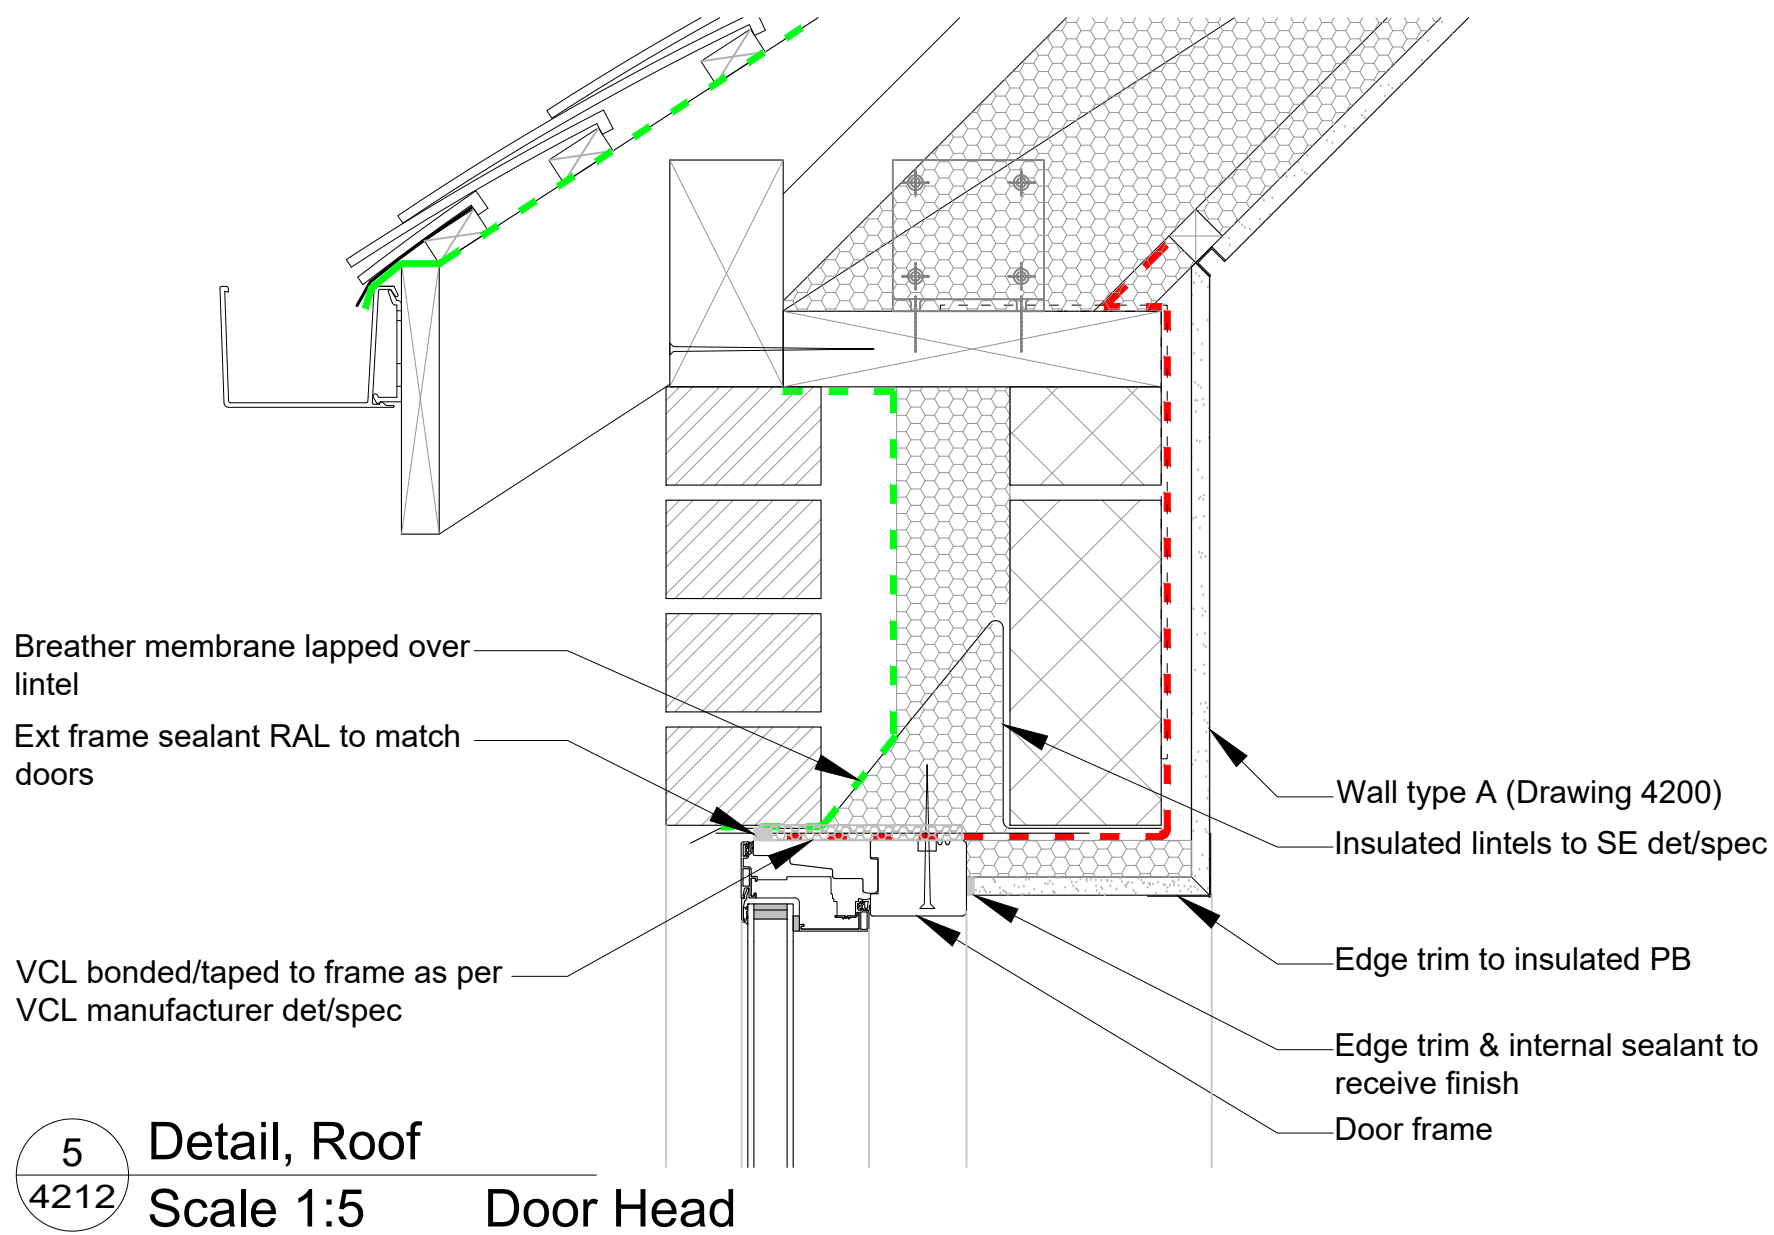 Breather membrane lapped over
lintel
Ext frame sealant RAL to match
doors
VCL bonded/taped to frame as per
VCL manufacturer det/spec
Wall type A (Drawing 4200)
Insulated lintels to SE det/spec
Edge trim to insulated PB
Edge trim & internal sealant to
receive finish
Door frame
5
4212
Detail, Roof
Scale 1:5 Door Head